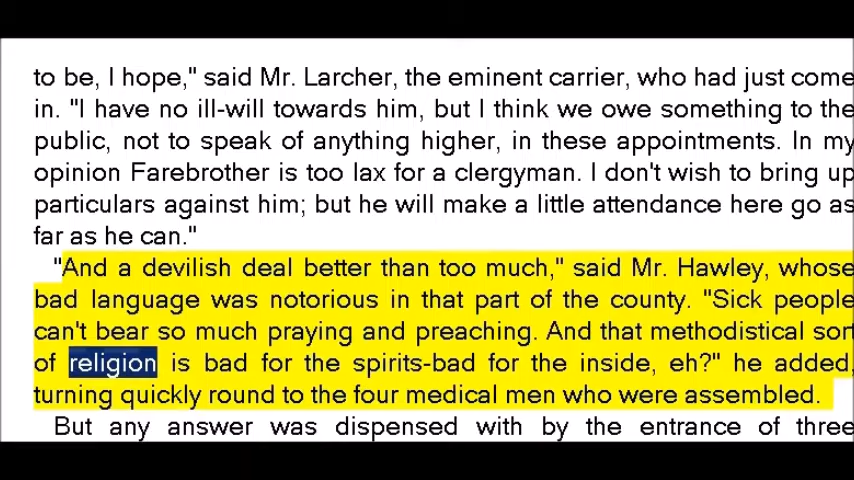 to be, I hope," said Mr. Larcher, the eminent carrier, who had just come
in. "I have no ill-will towards him, but I think we owe something to the
public, not to speak of anything higher, in these appointments. In my
opinion Farebrother is too lax for a clergyman. I don't wish to bring up
particulars against him; but he will make a little attendance here go as
far as he can."
"And a devilish deal better than too much," said Mr. Hawley, whose
bad language was notorious in that part of the county. "Sick people
can't bear so much praying and preaching. And that methodistical sort
of religion is bad for the spirits-bad for the inside, eh?" he added,
turning quickly round to the four medical men who were assembled.
But any answer was dispensed with by the entrance of three